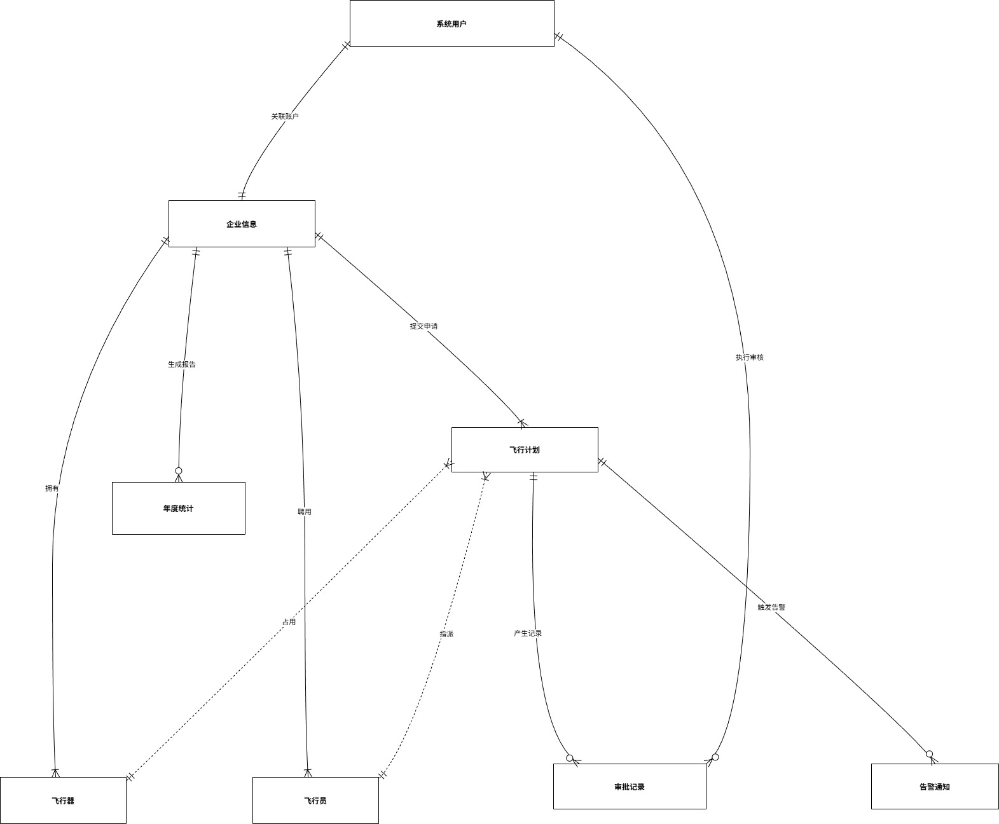 系统用户
关联账户
企业信息
提交申请
执行审核
生成报告
飞行计划
拥有
年度统计
聘用
触发告警
占用
指派
产生记录
飞行器
飞行员
审批记录
告警通知